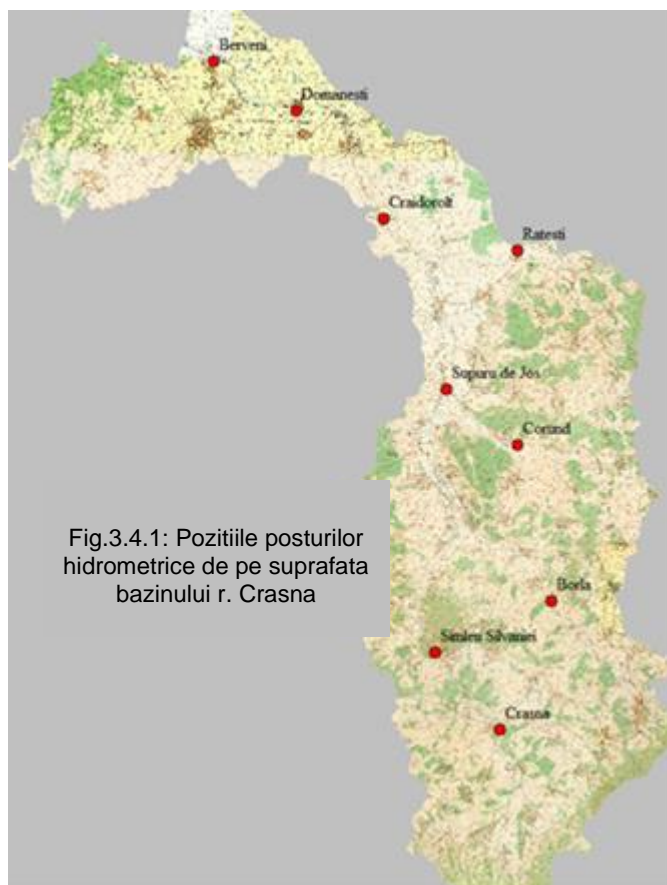 Berveni
Domanesti
Craidorolt
Ratesti
Supuru de Jos
Corund
Fig.3.4.1: Pozitiile posturilor
hidrometrice de pe suprafata
bazinului r. Crasna
Borla
Simleu Silvaniei
Crasna